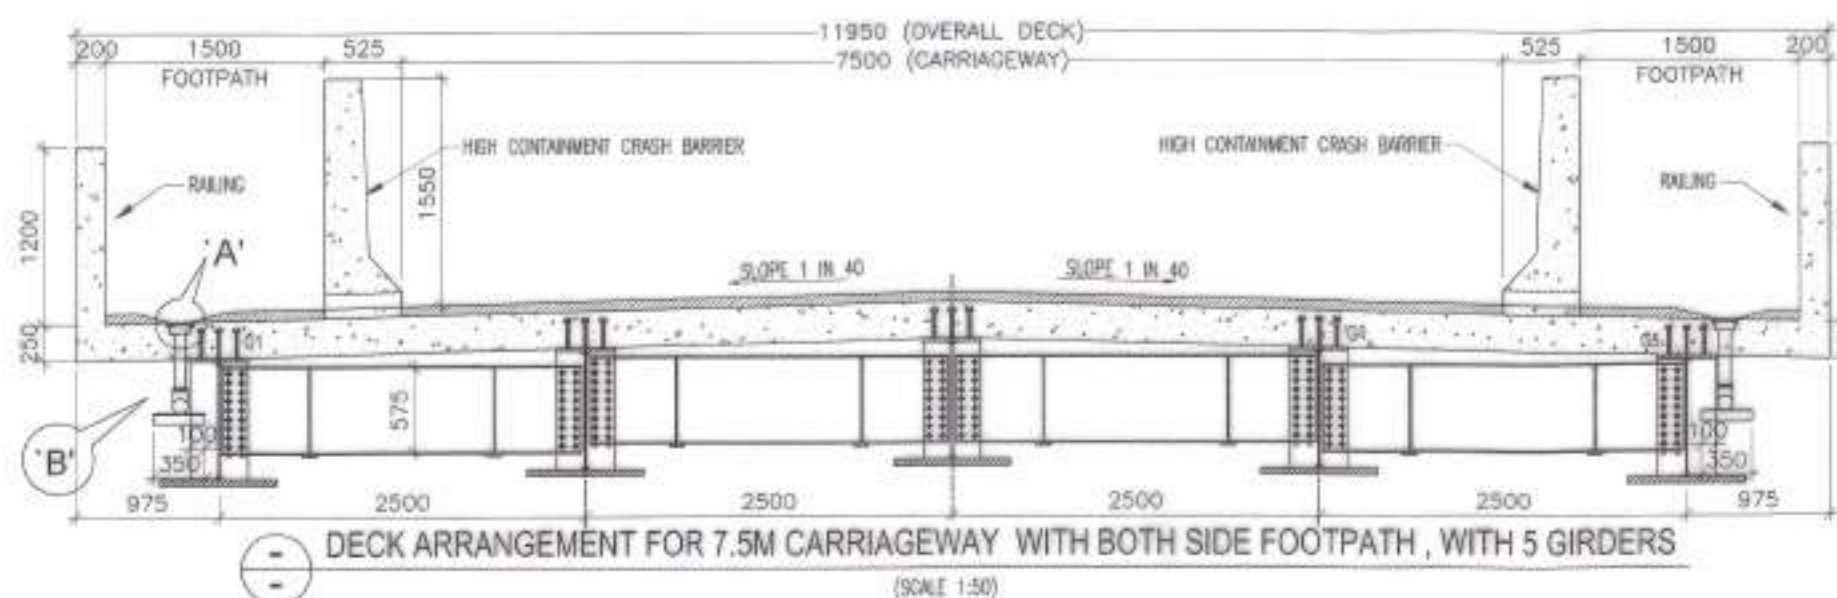 11950 (OVERALL DECK)
200 1500 525 7500 (CARRIAGEWAY) 525 1500 200
FOOTPATH FOOTPATH
HIGH CONTAINMENT CRASH BARRIER HIGH CONTAINMENT CRASH BARRIER
RAILING 1550 RAILING
1200 'A'
SLOPE 1 IN 40 SLOPE 1 IN 40
250 G1 G5
575
'B' 100 100
350 350
975 2500 2500 2500 2500 975
DECK ARRANGEMENT FOR 7.5M CARRIAGEWAY WITH BOTH SIDE FOOTPATH , WITH 5 GIRDERS
(SCALE 1:50)